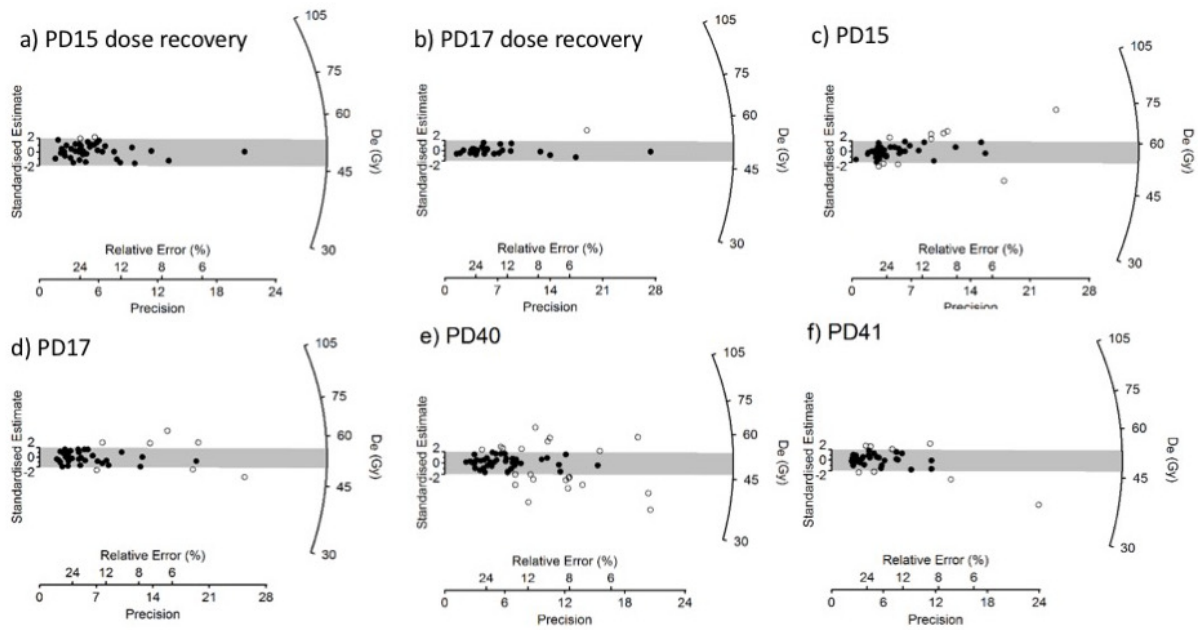 a) PD15 dose recovery
105
75
60
45
30
De (Gy)
Standardised Estimate
2
0
-2
Relative Error (%)
24 12 8 6
0 6 12 18 24
Precision
b) PD17 dose recovery
105
75
60
45
30
De (Gy)
Standardised Estimate
2
0
-2
Relative Error (%)
24 12 8 6
0 7 14 21 28
Precision
c) PD15
105
75
60
45
30
De (Gy)
Standardised Estimate
2
0
-2
Relative Error (%)
24 12 8 6
0 7 14 21 28
Precision
d) PD17
105
75
60
45
30
De (Gy)
Standardised Estimate
2
0
-2
Relative Error (%)
24 12 8 6
0 7 14 21 28
Precision
e) PD40
105
75
60
45
30
De (Gy)
Standardised Estimate
2
0
-2
Relative Error (%)
24 12 8 6
0 6 12 18 24
Precision
f) PD41
105
75
60
45
30
De (Gy)
Standardised Estimate
2
0
-2
Relative Error (%)
24 12 8 6
0 6 12 18 24
Precision